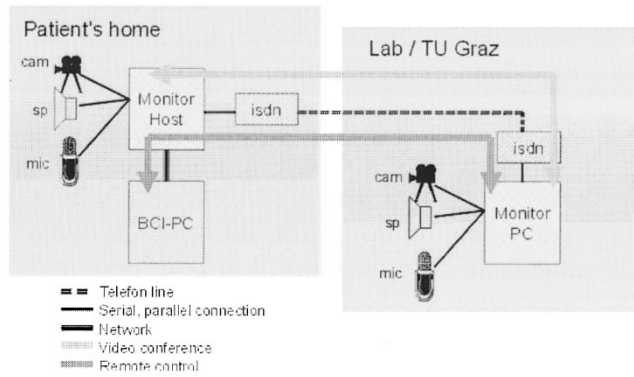 Patient's home
cam
sp
mic
Monitor
Host
isdn
BCI-PC
Lab / TU Graz
isdn
cam
sp
mic
Monitor
PC
Telefon line
Serial, parallel connection
Network
Video conference
Remote control